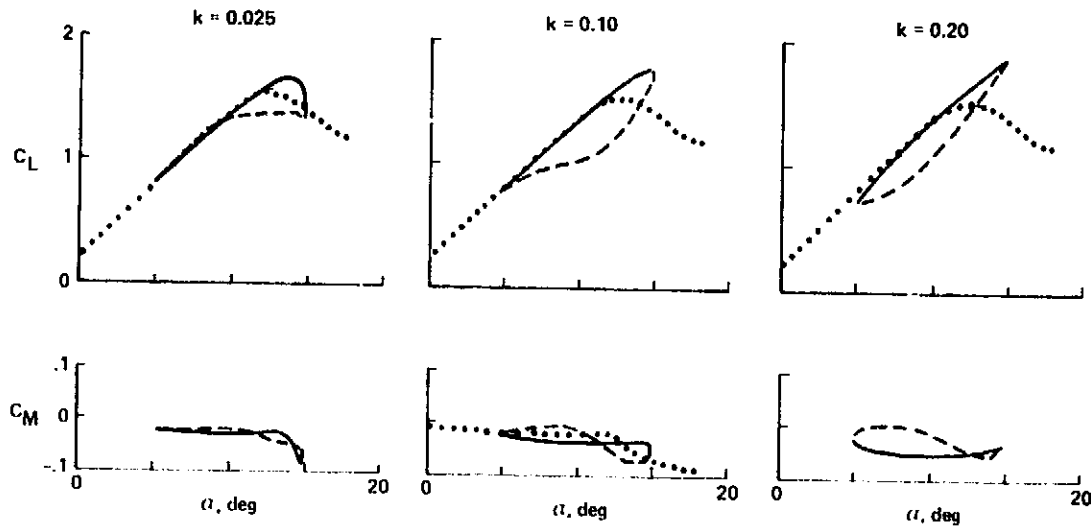 k = 0.025
k = 0.10
k = 0.20
2
1
0
C_L
.1
0
-.1
C_M
0
20
0
20
0
20
α, deg
α, deg
α, deg